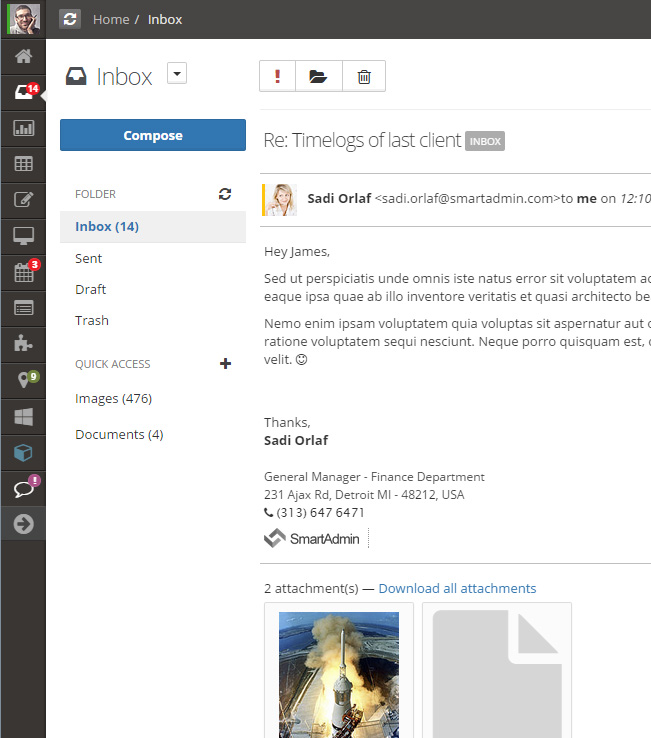 Home / Inbox
14
3
9
!
Inbox
Compose
FOLDER
Inbox (14)
Sent
Draft
Trash
QUICK ACCESS
Images (476)
Documents (4)
Re: Timelogs of last client INBOX
Sadi Orlaf <sadi.orlaf@smartadmin.com>to me on 12:10
Hey James,
Sed ut perspiciatis unde omnis iste natus error sit voluptatem
eaque ipsa quae ab illo inventore veritatis et quasi architecto
Nemo enim ipsam voluptatem quia voluptas sit aspernatur aut
ratione voluptatem sequi nesciunt. Neque porro quisquam est,
velit. ☺
Thanks,
Sadi Orlaf
General Manager - Finance Department
231 Ajax Rd, Detroit MI - 48212, USA
(313) 647 6471
SmartAdmin
2 attachment(s) — Download all attachments